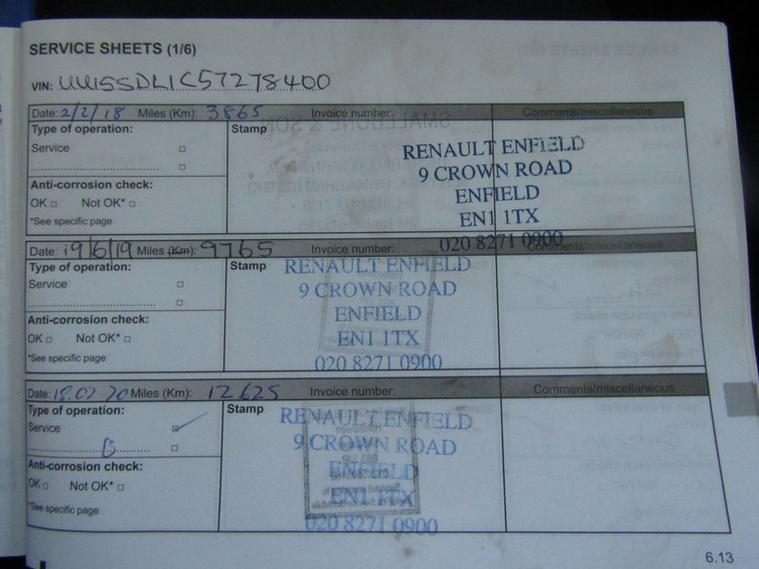 SERVICE SHEETS (1/6)
VIN: UU15SDL1C57278400
Date: 2/2/18 Miles (Km): 3865 Invoice number: Comments/miscellaneous
Type of operation:
Service
Anti-corrosion check:
OK Not OK*
*See specific page
Stamp
RENAULT ENFIELD
9 CROWN ROAD
ENFIELD
EN1 1TX
020 8271 0900
Date: 19/6/19 Miles (Km): 9765 Invoice number: Comments/miscellaneous
Type of operation:
Service
Anti-corrosion check:
OK Not OK*
*See specific page
Stamp
RENAULT ENFIELD
9 CROWN ROAD
ENFIELD
EN1 1TX
020 8271 0900
Date: 18.02 20 Miles (Km): 12625 Invoice number: Comments/miscellaneous
Type of operation:
Service
B
Anti-corrosion check:
OK Not OK*
*See specific page
Stamp
RENAULT ENFIELD
9 CROWN ROAD
ENFIELD
EN1 1TX
020 8271 0900
6.13